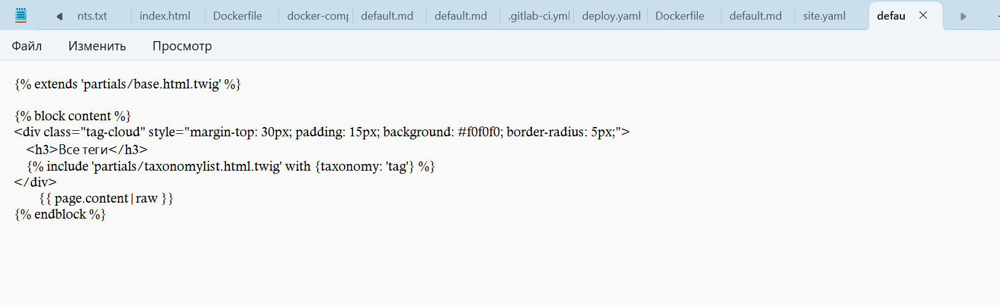 nts.txt index.html Dockerfile docker-comp default.md default.md .gitlab-ci.yml deploy.yaml Dockerfile default.md site.yaml defau
Файл Изменить Просмотр
{% extends 'partials/base.html.twig' %}
{% block content %}
<div class="tag-cloud" style="margin-top: 30px; padding: 15px; background: #f0f0f0; border-radius: 5px;">
<h3>Все теги</h3>
{% include 'partials/taxonomylist.html.twig' with {taxonomy: 'tag'} %}
</div>
{{ page.content|raw }}
{% endblock %}